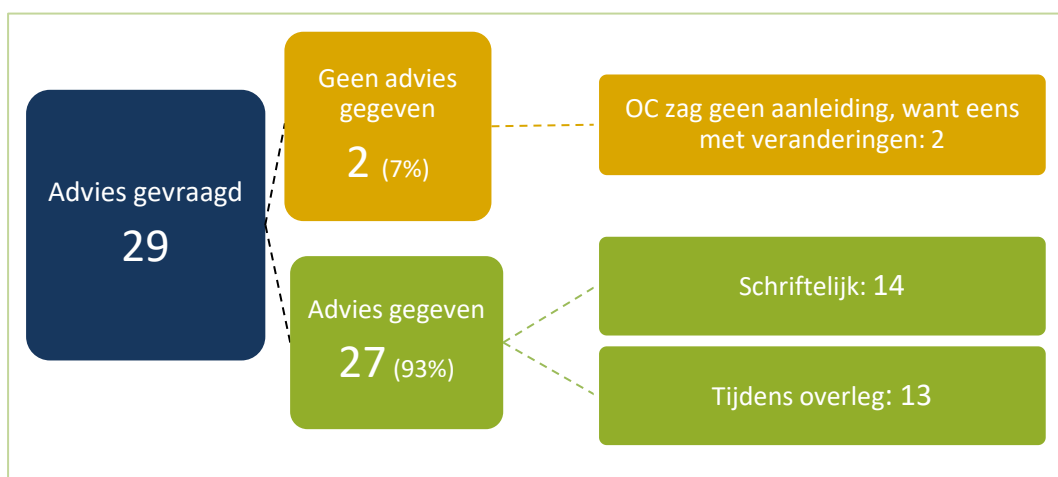 Advies gevraagd
29
Geen advies
gegeven
2 (7%)
OC zag geen aanleiding, want eens
met veranderingen: 2
Advies gegeven
27 (93%)
Schriftelijk: 14
Tijdens overleg: 13